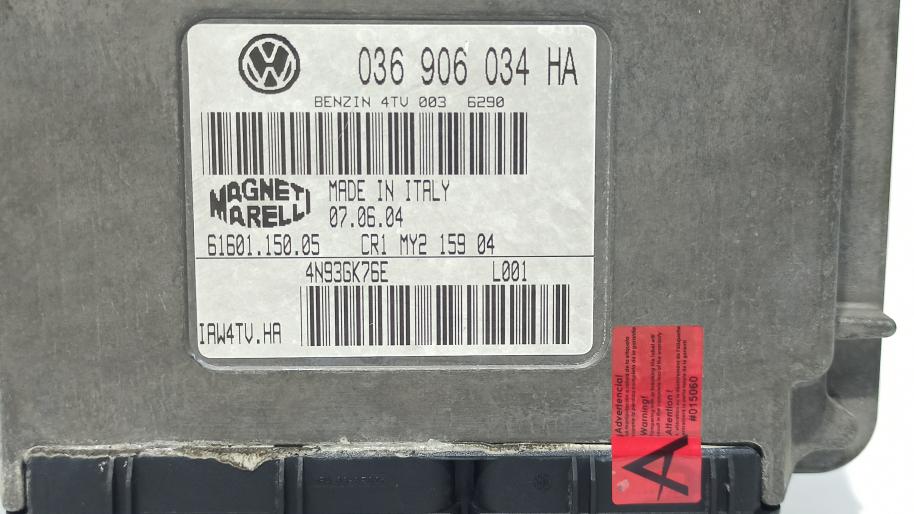 036 906 034 HA
BENZIN 4TV 003 6290
MAGNETI
MARELLI
MADE IN ITALY
07.06.04
61601.150.05 CR1 MY2 159 04
4N93GK76E L001
IAW4TV.HA
¡Advertencia!
Warning!
Attention !
#015060
A